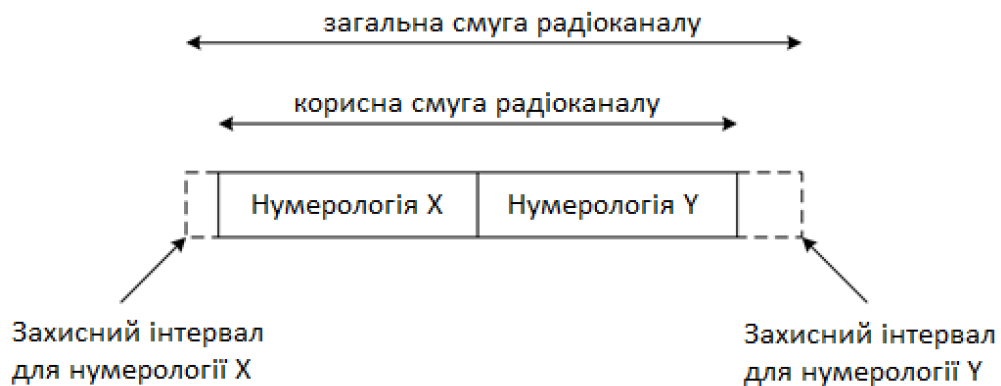 загальна смуга радіоканалу
корисна смуга радіоканалу
Нумерологія X
Нумерологія Y
Захисний інтервал
для нумерології X
Захисний інтервал
для нумерології Y